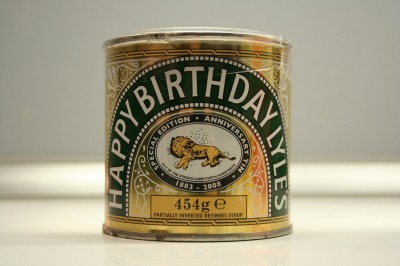 HAPPY BIRTHDAY LYLE'S
SPECIAL EDITION • ANNIVERSARY TIN
1883 - 2008
454g e
PARTIALLY INVERTED REFINERS SYRUP